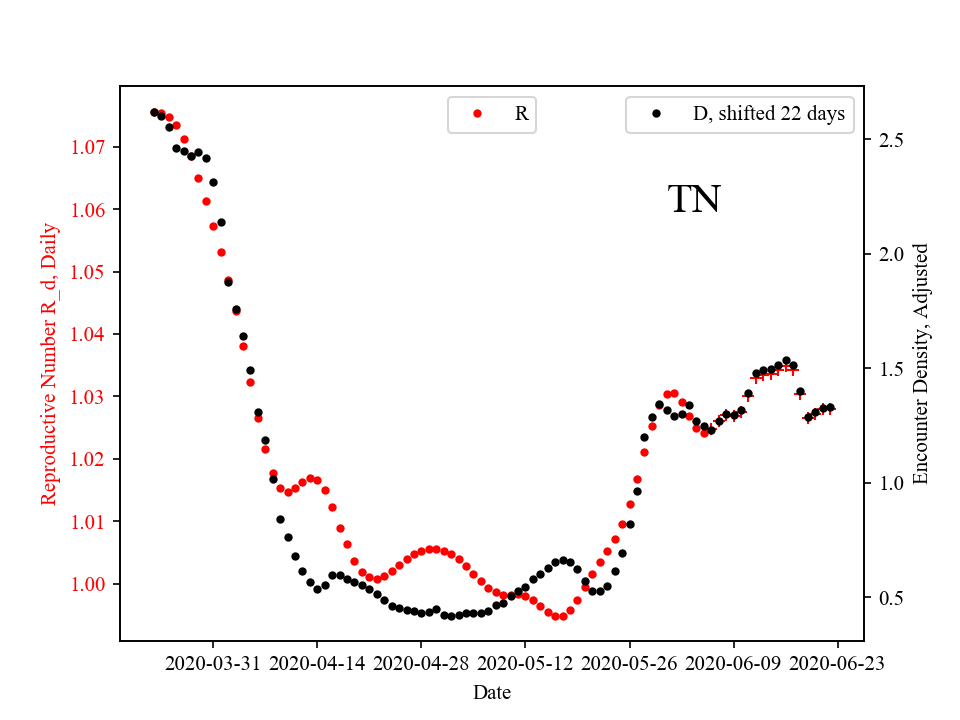 R
D, shifted 22 days
TN
Reproductive Number R_d, Daily
1.07
1.06
1.05
1.04
1.03
1.02
1.01
1.00
2.5
2.0
1.5
1.0
0.5
Encounter Density, Adjusted
2020-03-31 2020-04-14 2020-04-28 2020-05-12 2020-05-26 2020-06-09 2020-06-23
Date